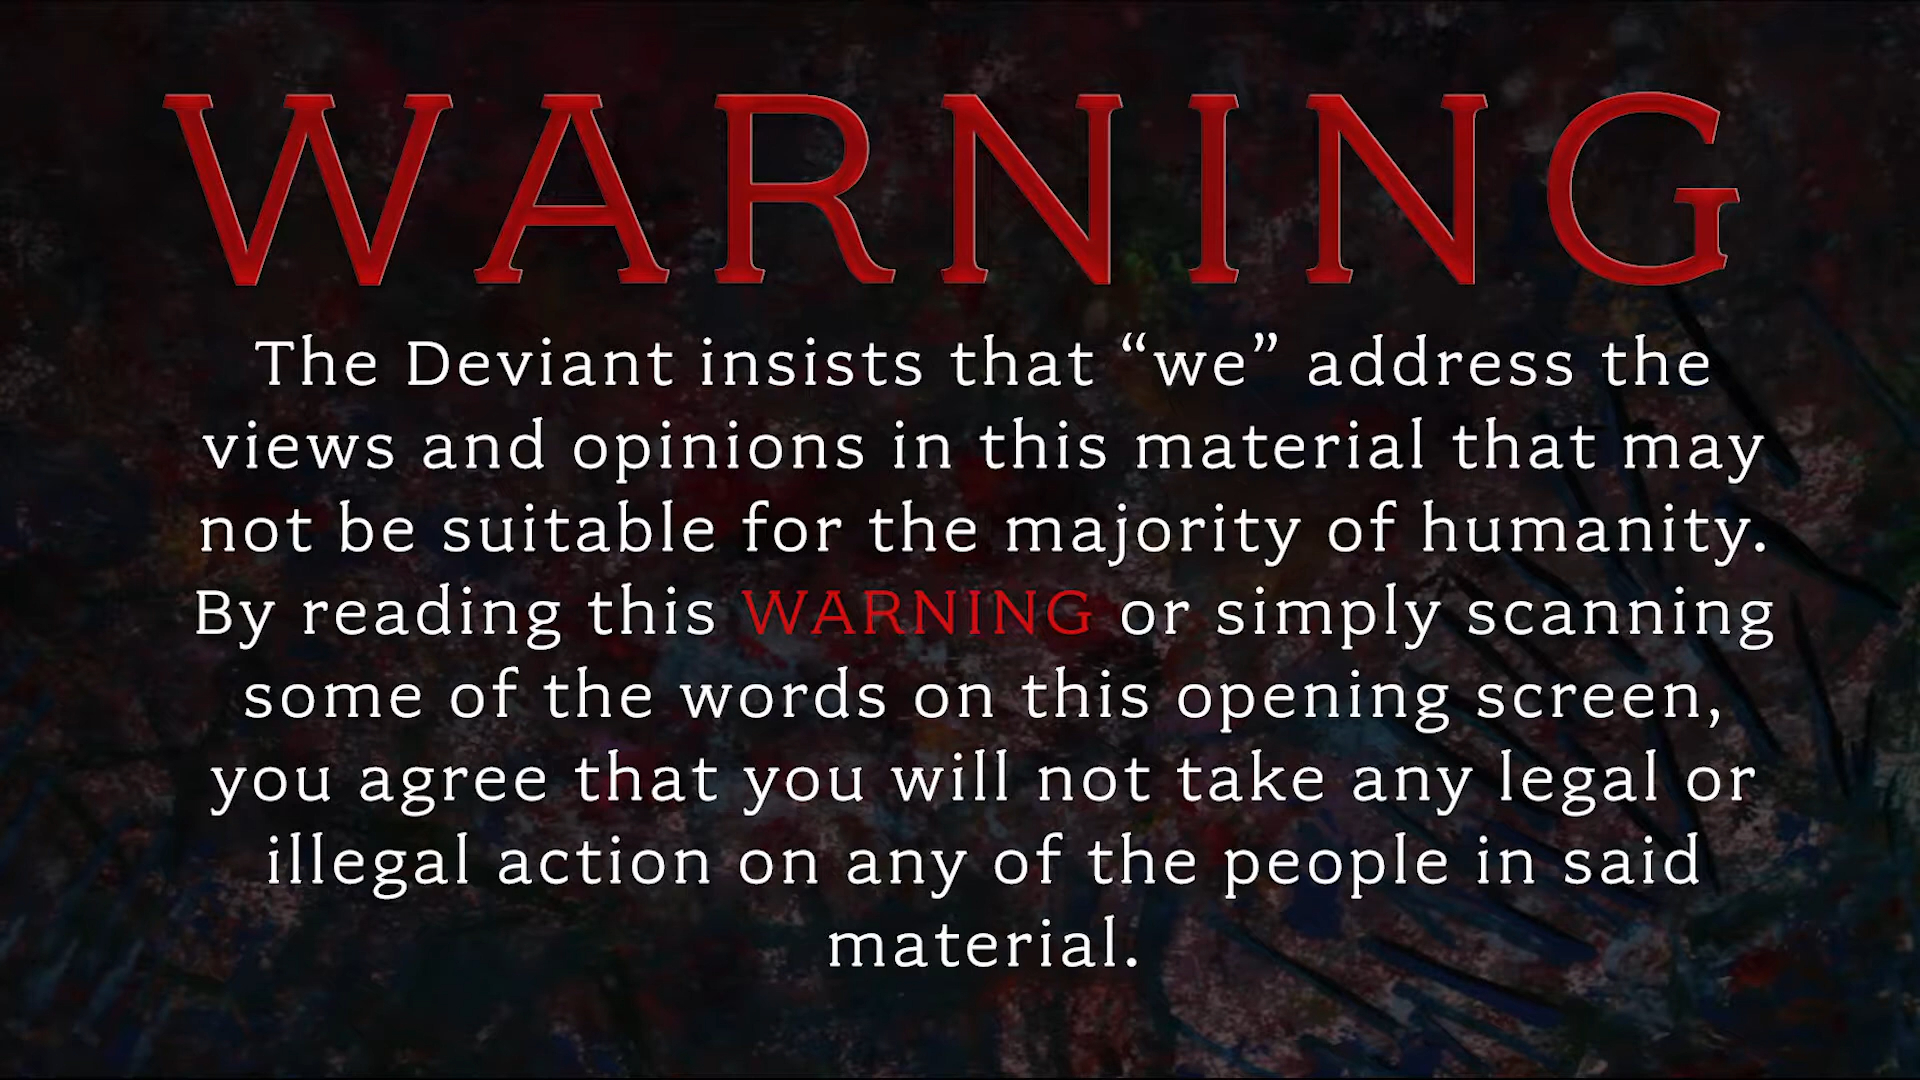 WARNING
The Deviant insists that “we” address the
views and opinions in this material that may
not be suitable for the majority of humanity.
By reading this WARNING or simply scanning
some of the words on this opening screen,
you agree that you will not take any legal or
illegal action on any of the people in said
material.